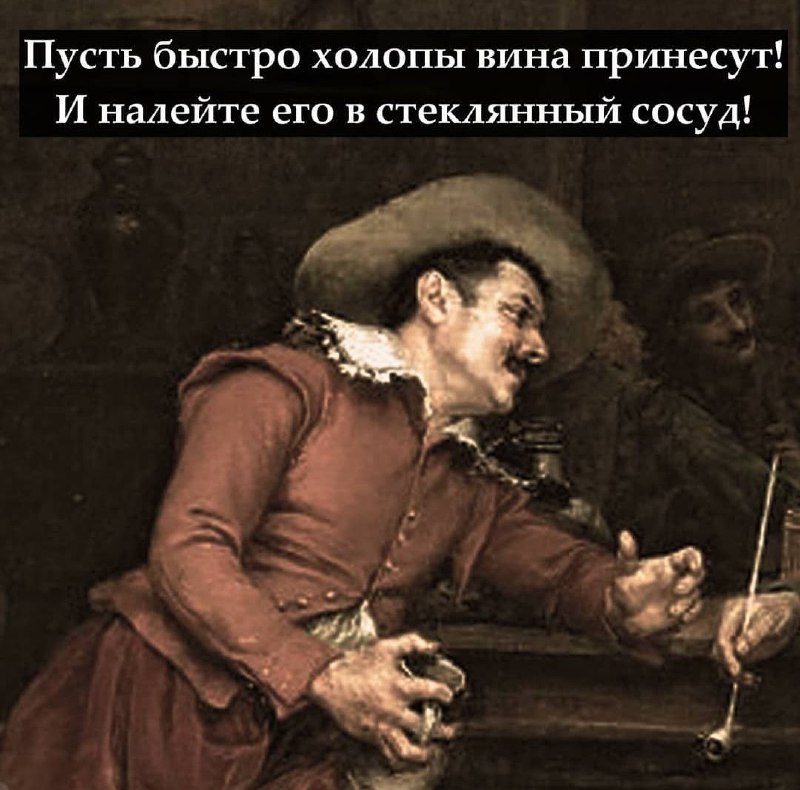 Пусть быстро холопы вина принесут!
И налейте его в стеклянный сосуд!